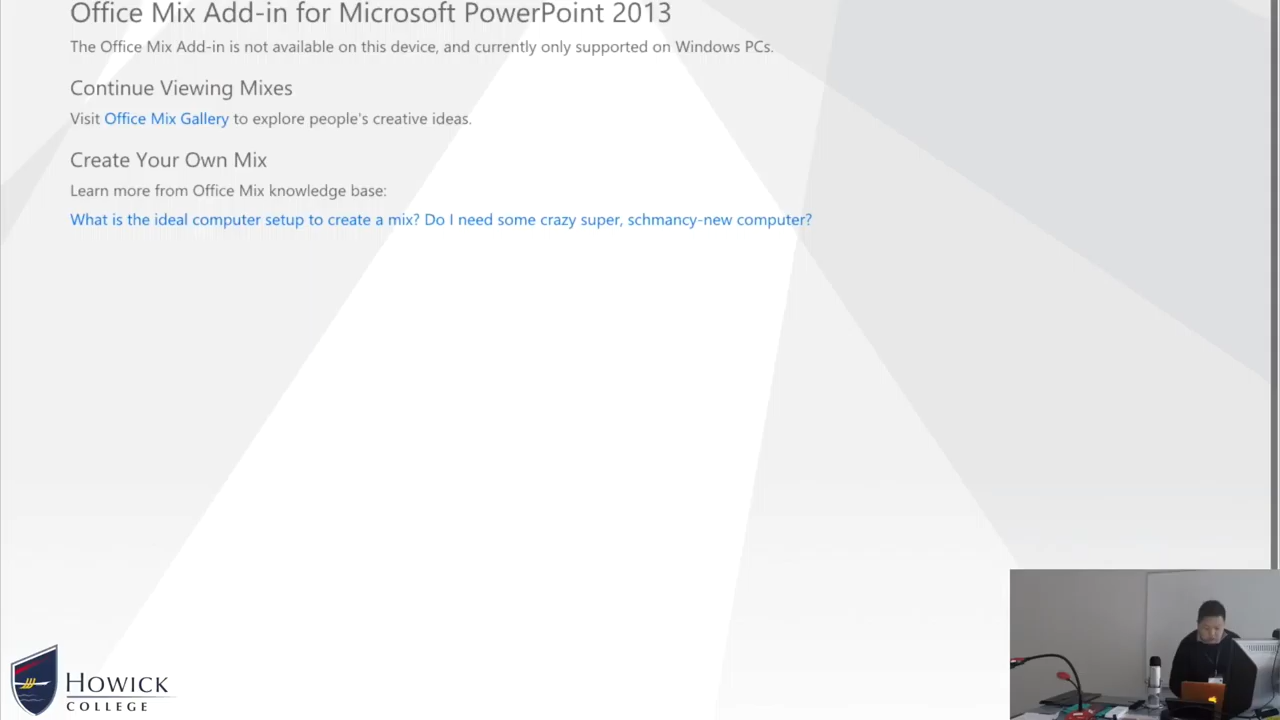 Office Mix Add-in for Microsoft PowerPoint 2013
The Office Mix Add-in is not available on this device, and currently only supported on Windows PCs.
Continue Viewing Mixes
Visit Office Mix Gallery to explore people's creative ideas.
Create Your Own Mix
Learn more from Office Mix knowledge base:
What is the ideal computer setup to create a mix? Do I need some crazy super, schmancy-new computer?
HOWICK
COLLEGE